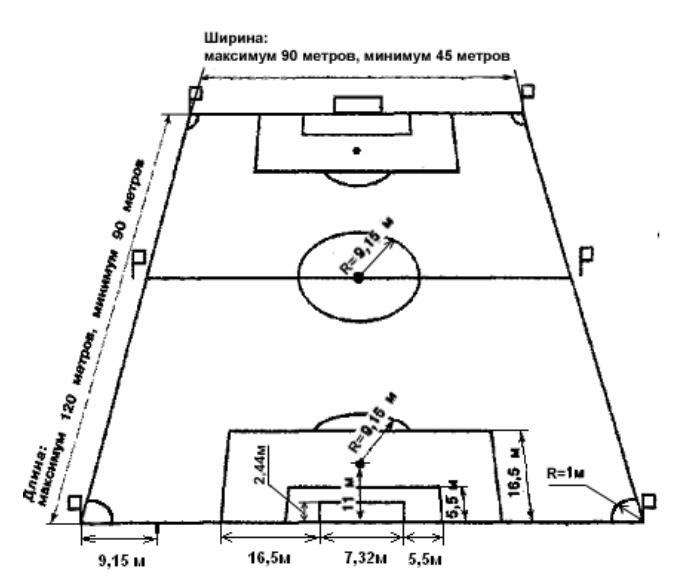 Ширина:
максимум 90 метров, минимум 45 метров
Длина:
максимум 120 метров, минимум 90 метров
R=9,15 м
R=9,15 м
2,44м
11 м
5,5 м
16,5 м
R=1м
9,15 м
16,5м
7,32м
5,5м